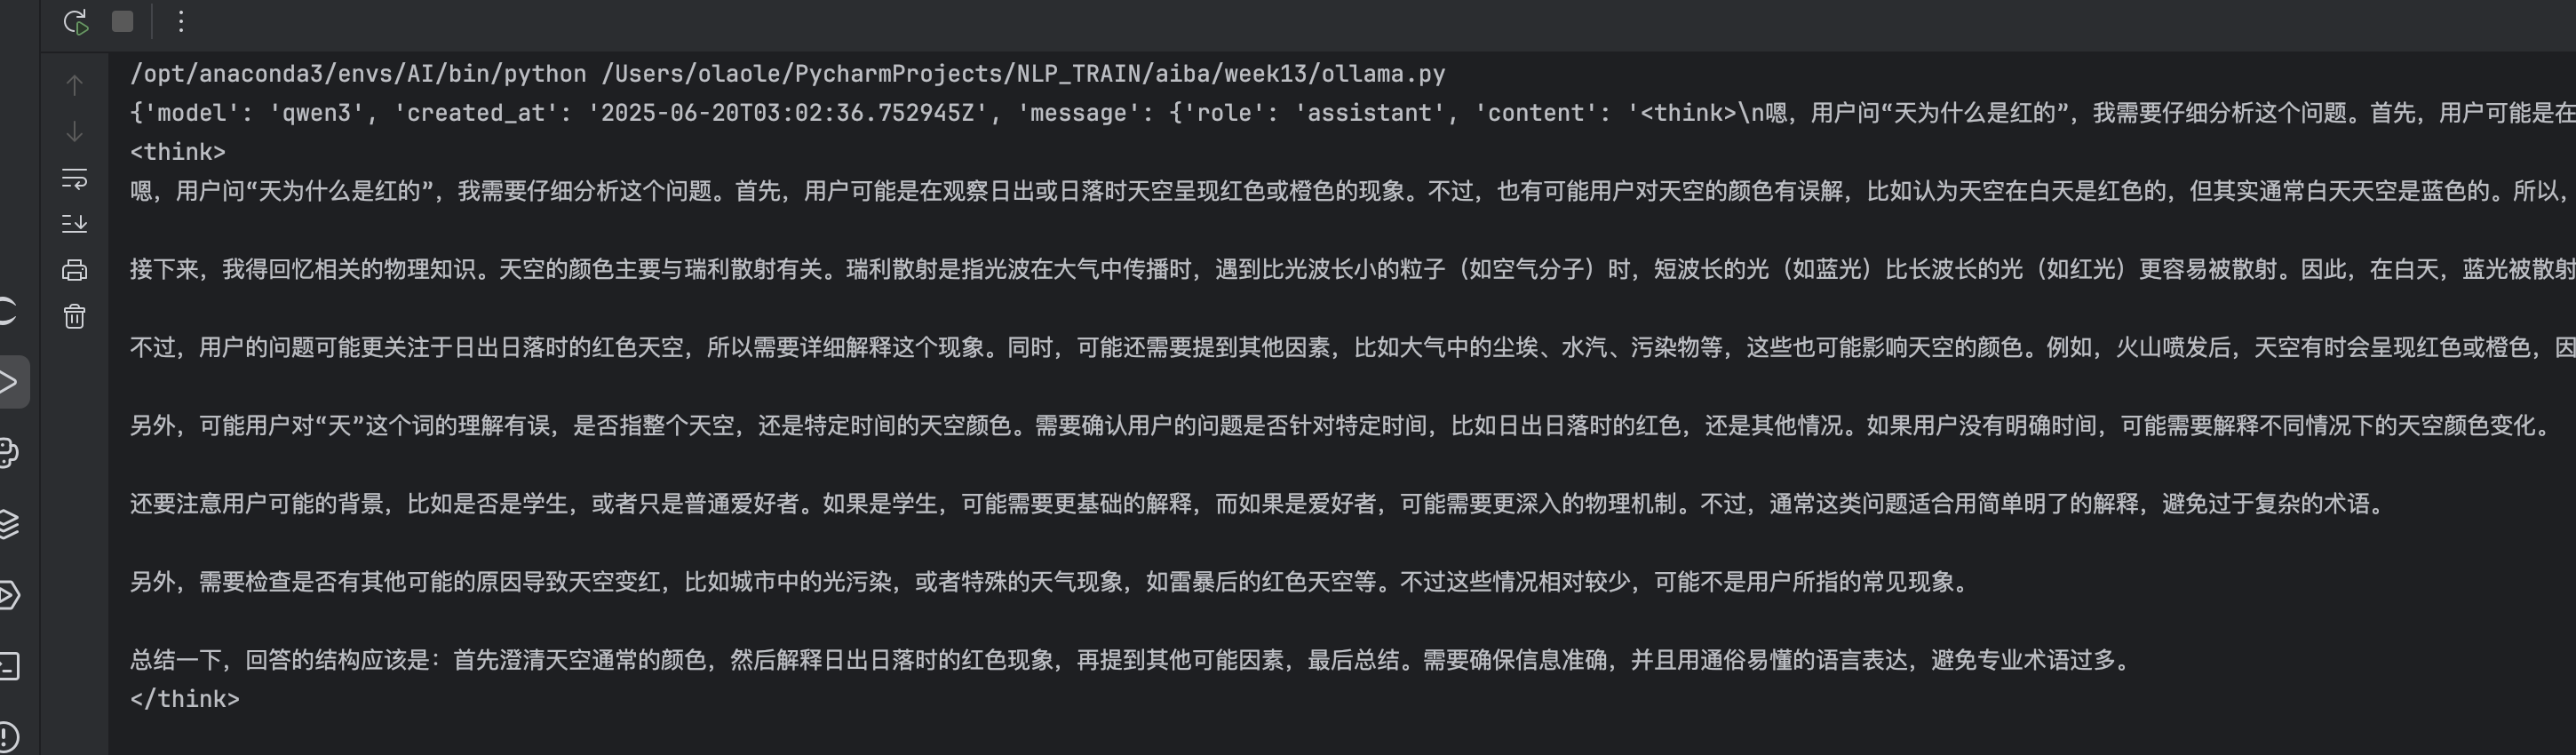 /opt/anaconda3/envs/AI/bin/python /Users/olaole/PycharmProjects/NLP_TRAIN/aiba/week13/ollama.py
{'model': 'qwen3', 'created_at': '2025-06-20T03:02:36.752945Z', 'message': {'role': 'assistant', 'content': '<think>\n嗯，用户问“天为什么是红的”，我需要仔细分析这个问题。首先，用户可能是在
<think>
嗯，用户问“天为什么是红的”，我需要仔细分析这个问题。首先，用户可能是在观察日出或日落时天空呈现红色或橙色的现象。不过，也有可能用户对天空的颜色有误解，比如认为天空在白天是红色的，但其实通常白天天空是蓝色的。所以，
接下来，我得回忆相关的物理知识。天空的颜色主要与瑞利散射有关。瑞利散射是指光波在大气中传播时，遇到比光波长小的粒子（如空气分子）时，短波长的光（如蓝光）比长波长的光（如红光）更容易被散射。因此，在白天，蓝光被散射
不过，用户的问题可能更关注于日出日落时的红色天空，所以需要详细解释这个现象。同时，可能还需要提到其他因素，比如大气中的尘埃、水汽、污染物等，这些也可能影响天空的颜色。例如，火山喷发后，天空有时会呈现红色或橙色，因
另外，可能用户对“天”这个词的理解有误，是否指整个天空，还是特定时间的天空颜色。需要确认用户的问题是否针对特定时间，比如日出日落时的红色，还是其他情况。如果用户没有明确时间，可能需要解释不同情况下的天空颜色变化。
还要注意用户可能的背景，比如是否是学生，或者只是普通爱好者。如果是学生，可能需要更基础的解释，而如果是爱好者，可能需要更深入的物理机制。不过，通常这类问题适合用简单明了的解释，避免过于复杂的术语。
另外，需要检查是否有其他可能的原因导致天空变红，比如城市中的光污染，或者特殊的天气现象，如雷暴后的红色天空等。不过这些情况相对较少，可能不是用户所指的常见现象。
总结一下，回答的结构应该是：首先澄清天空通常的颜色，然后解释日出日落时的红色现象，再提到其他可能因素，最后总结。需要确保信息准确，并且用通俗易懂的语言表达，避免专业术语过多。
</think>